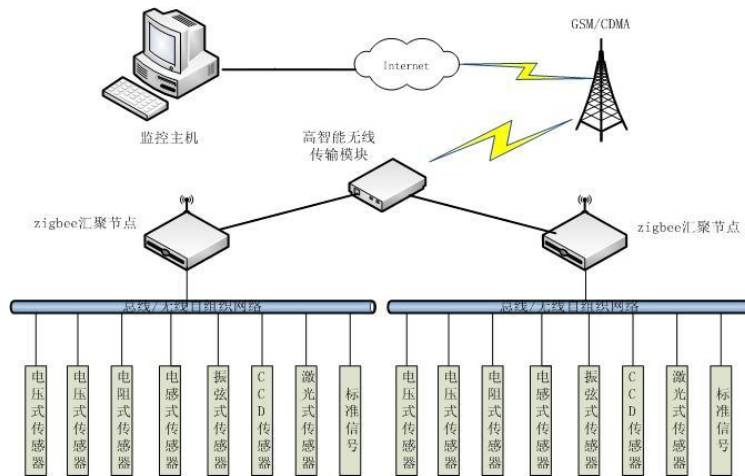 GSM/CDMA
Internet
监控主机
高智能无线
传输模块
zigbee汇聚节点
zigbee汇聚节点
总线/无线自组织网络
总线/无线自组织网络
电压式传感器
电压式传感器
电阻式传感器
电感式传感器
振弦式传感器
CCD传感器
激光式传感器
标准信号
电压式传感器
电压式传感器
电阻式传感器
电感式传感器
振弦式传感器
CCD传感器
激光式传感器
标准信号